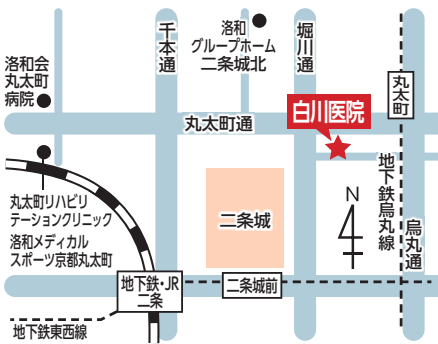 洛和会
丸太町
病院
千本通
洛和
グループホーム
二条城北
堀川通
丸太町
丸太町通
白川医院
丸太町リハビリ
テーションクリニック
洛和メディカル
スポーツ京都丸太町
二条城
N
地下鉄烏丸線
烏丸通
地下鉄・JR
二条
二条城前
地下鉄東西線